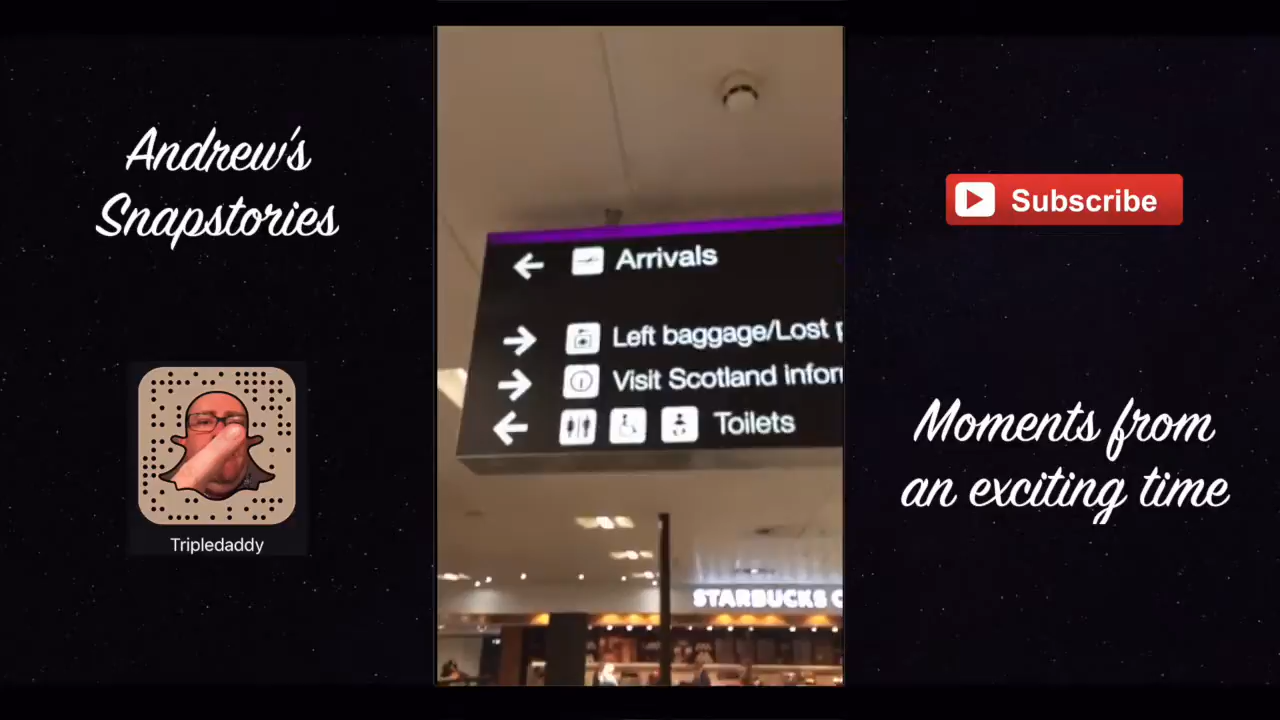 Andrew's
Snapstories
Tripledaddy
Arrivals
Left baggage/Lost
Visit Scotland
Toilets
STARBUCKS
Subscribe
Moments from
an exciting time